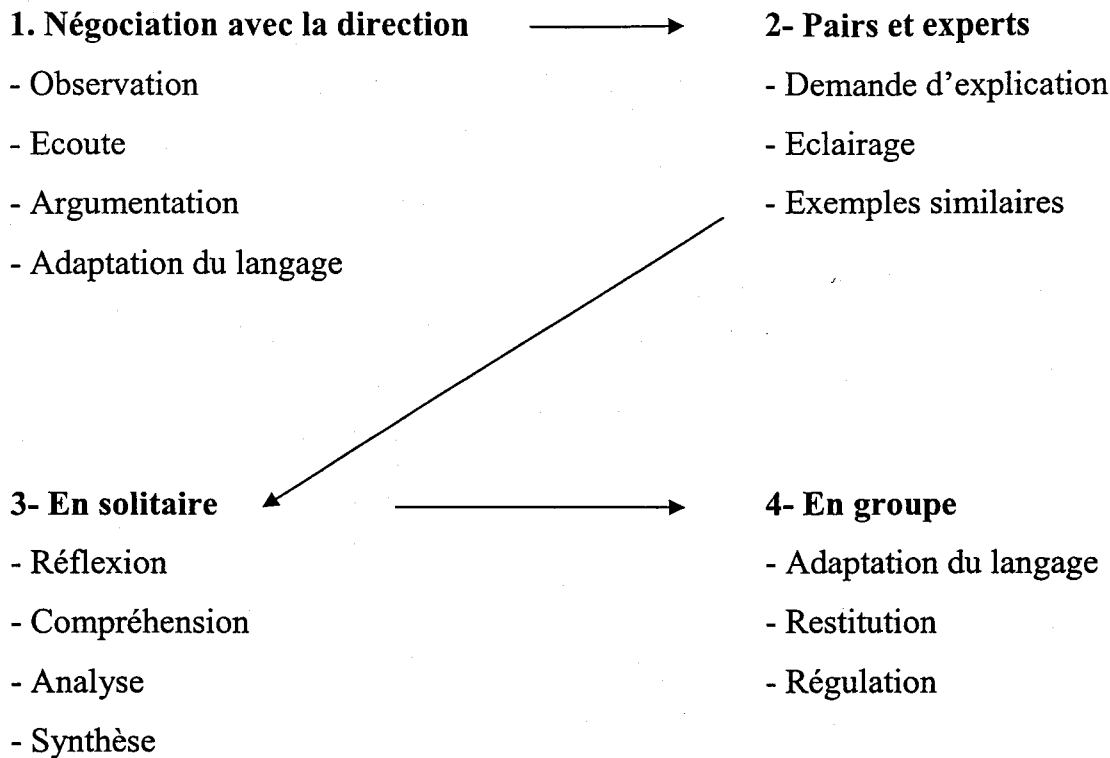 1. Négociation avec la direction
- Observation
- Ecoute
- Argumentation
- Adaptation du langage
2- Pairs et experts
- Demande d’explication
- Eclairage
- Exemples similaires
3- En solitaire
- Réflexion
- Compréhension
- Analyse
- Synthèse
4- En groupe
- Adaptation du langage
- Restitution
- Régulation